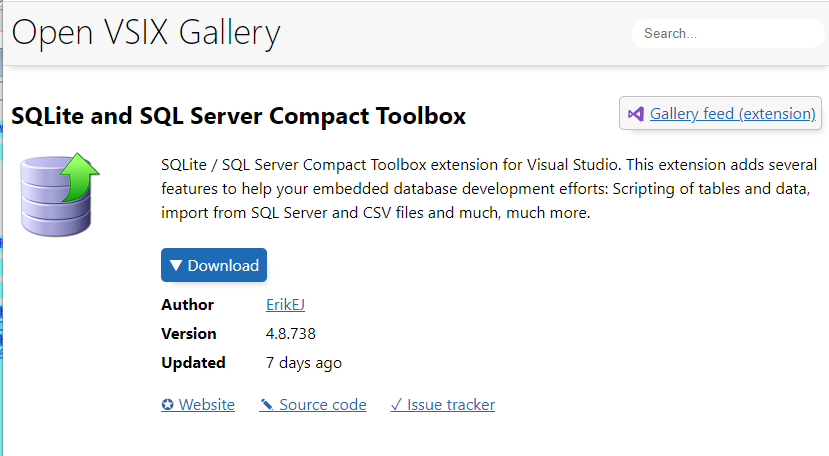 Open VSIX Gallery
Search...
SQLite and SQL Server Compact Toolbox
Gallery feed (extension)
SQLite / SQL Server Compact Toolbox extension for Visual Studio. This extension adds several
features to help your embedded database development efforts: Scripting of tables and data,
import from SQL Server and CSV files and much, much more.
▼ Download
Author ErikEJ
Version 4.8.738
Updated 7 days ago
✪ Website ✎ Source code ✓ Issue tracker